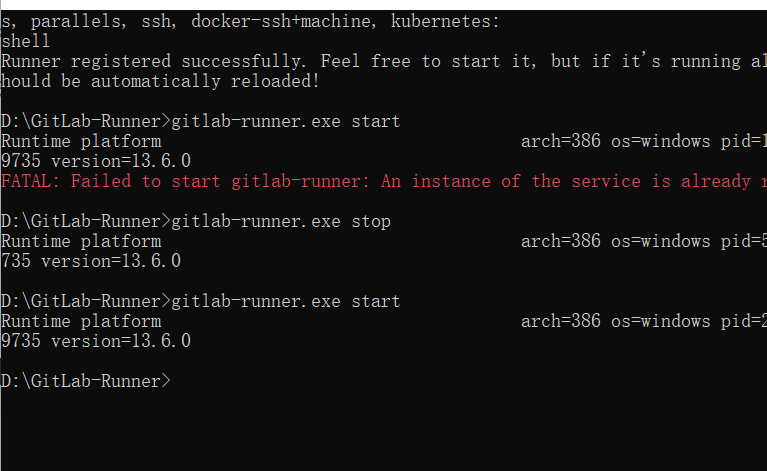 s, parallels, ssh, docker-ssh+machine, kubernetes:
shell
Runner registered successfully. Feel free to start it, but if it's running al
hould be automatically reloaded!
D:\GitLab-Runner>gitlab-runner.exe start
Runtime platform arch=386 os=windows pid=1
9735 version=13.6.0
FATAL: Failed to start gitlab-runner: An instance of the service is already r
D:\GitLab-Runner>gitlab-runner.exe stop
Runtime platform arch=386 os=windows pid=5
735 version=13.6.0
D:\GitLab-Runner>gitlab-runner.exe start
Runtime platform arch=386 os=windows pid=2
9735 version=13.6.0
D:\GitLab-Runner>